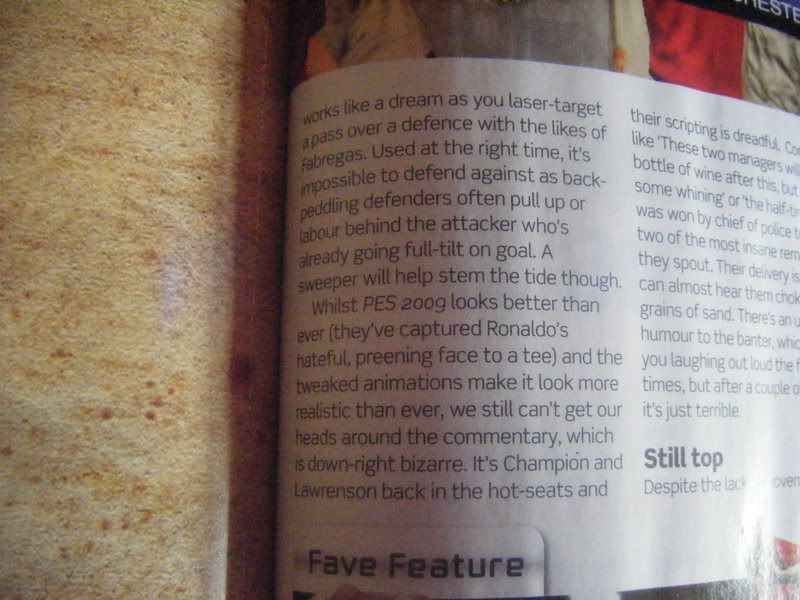 works like a dream as you laser-target
a pass over a defence with the likes of
Fabregas. Used at the right time, it's
impossible to defend against as back-
peddling defenders often pull up or
labour behind the attacker who's
already going full-tilt on goal. A
sweeper will help stem the tide though.
Whilst PES 2009 looks better than
ever (they've captured Ronaldo's
hateful, preening face to a tee) and the
tweaked animations make it look more
realistic than ever, we still can't get our
heads around the commentary, which
is down-right bizarre. It's Champion and
Lawrenson back in the hot-seats and
Fave Feature
their scripting is dreadful.
like 'These two managers will
bottle of wine after this, but
some whining' or 'the
was won by chief of police
two of the most insane
they spout. Their delivery is
can almost hear them
grains of sand. There's an
humour to the banter,
you laughing out loud the
times, but after a couple
it's just terrible.
Still top
Despite the lack